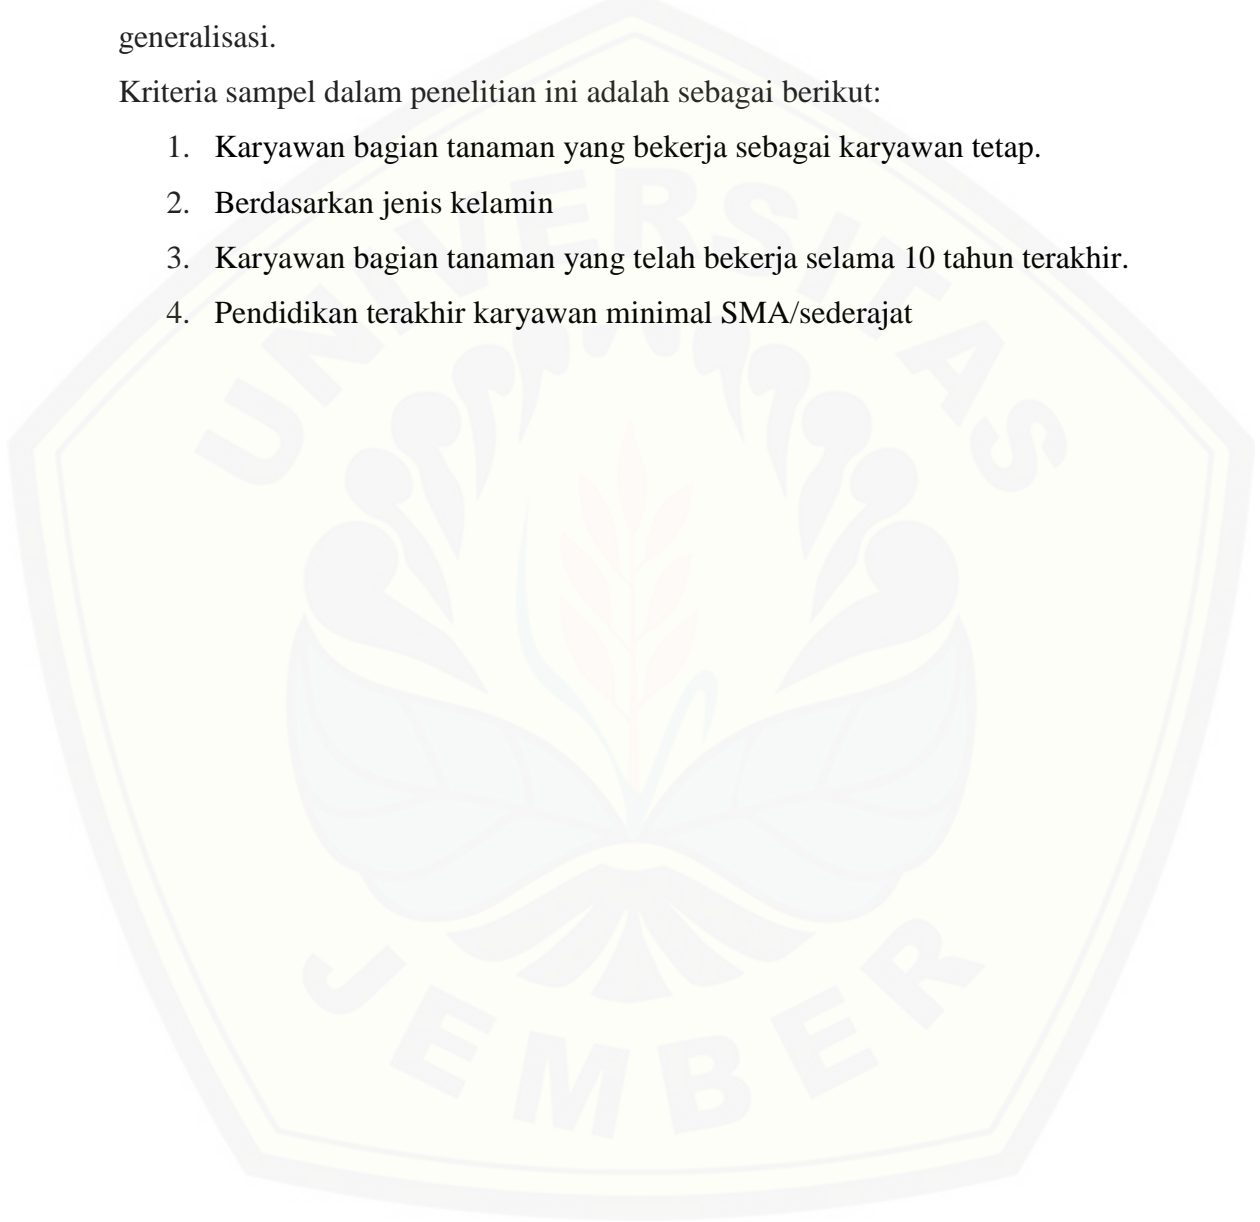 generalisasi.
Kriteria sampel dalam penelitian ini adalah sebagai berikut:
1. Karyawan bagian tanaman yang bekerja sebagai karyawan tetap.
2. Berdasarkan jenis kelamin
3. Karyawan bagian tanaman yang telah bekerja selama 10 tahun terakhir.
4. Pendidikan terakhir karyawan minimal SMA/sederajat
UNIVERSITAS
JEMBER